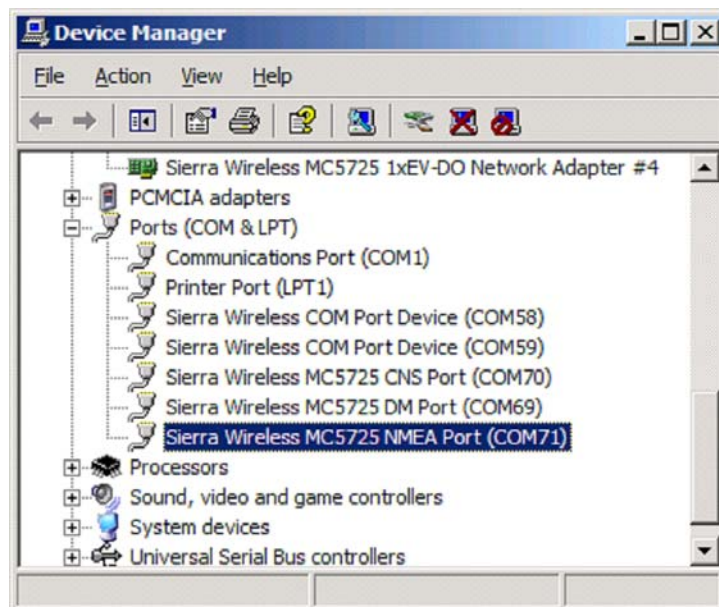 Device Manager
File Action View Help
Sierra Wireless MC5725 1xEV-DO Network Adapter #4
PCMCIA adapters
Ports (COM & LPT)
Communications Port (COM1)
Printer Port (LPT1)
Sierra Wireless COM Port Device (COM58)
Sierra Wireless COM Port Device (COM59)
Sierra Wireless MC5725 CNS Port (COM70)
Sierra Wireless MC5725 DM Port (COM69)
Sierra Wireless MC5725 NMEA Port (COM71)
Processors
Sound, video and game controllers
System devices
Universal Serial Bus controllers